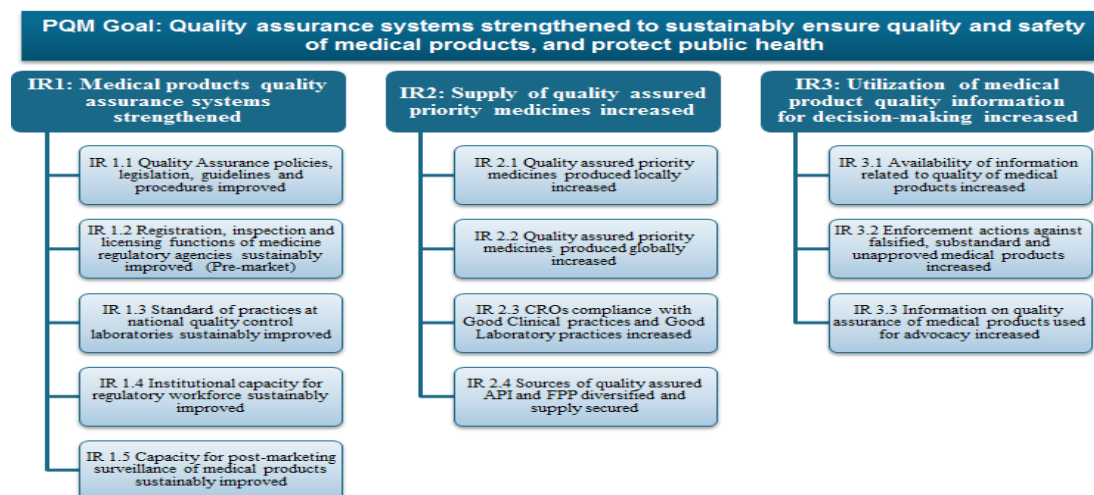 PQM Goal: Quality assurance systems strengthened to sustainably ensure quality and safety
of medical products, and protect public health
IR1: Medical products quality
assurance systems
strengthened
IR 1.1 Quality Assurance policies,
legislation, guidelines and
procedures improved
IR 1.2 Registration, inspection and
licensing functions of medicine
regulatory agencies sustainably
improved (Pre-market)
IR 1.3 Standard of practices at
national quality control
laboratories sustainably improved
IR 1.4 Institutional capacity for
regulatory workforce sustainably
improved
IR 1.5 Capacity for post-marketing
surveillance of medical products
sustainably improved
IR2: Supply of quality assured
priority medicines increased
IR 2.1 Quality assured priority
medicines produced locally
increased
IR 2.2 Quality assured priority
medicines produced globally
increased
IR 2.3 CROs compliance with
Good Clinical practices and Good
Laboratory practices increased
IR 2.4 Sources of quality assured
API and FPP diversified and
supply secured
IR3: Utilization of medical
product quality information
for decision-making increased
IR 3.1 Availability of information
related to quality of medical
products increased
IR 3.2 Enforcement actions against
falsified, substandard and
unapproved medical products
increased
IR 3.3 Information on quality
assurance of medical products used
for advocacy increased